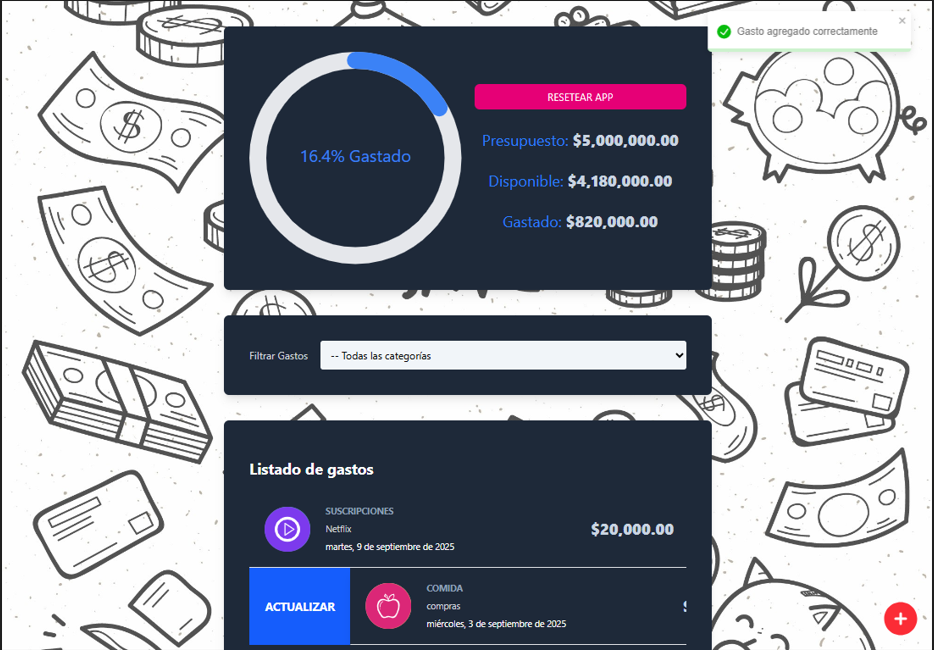 Gasto agregado correctamente
16.4% Gastado
RESETEAR APP
Presupuesto: $5,000,000.00
Disponible: $4,180,000.00
Gastado: $820,000.00
Filtrar Gastos
-- Todas las categorías
Listado de gastos
SUSCRIPCIONES
Netflix
$20,000.00
martes, 9 de septiembre de 2025
ACTUALIZAR
COMIDA
compras
miércoles, 3 de septiembre de 2025